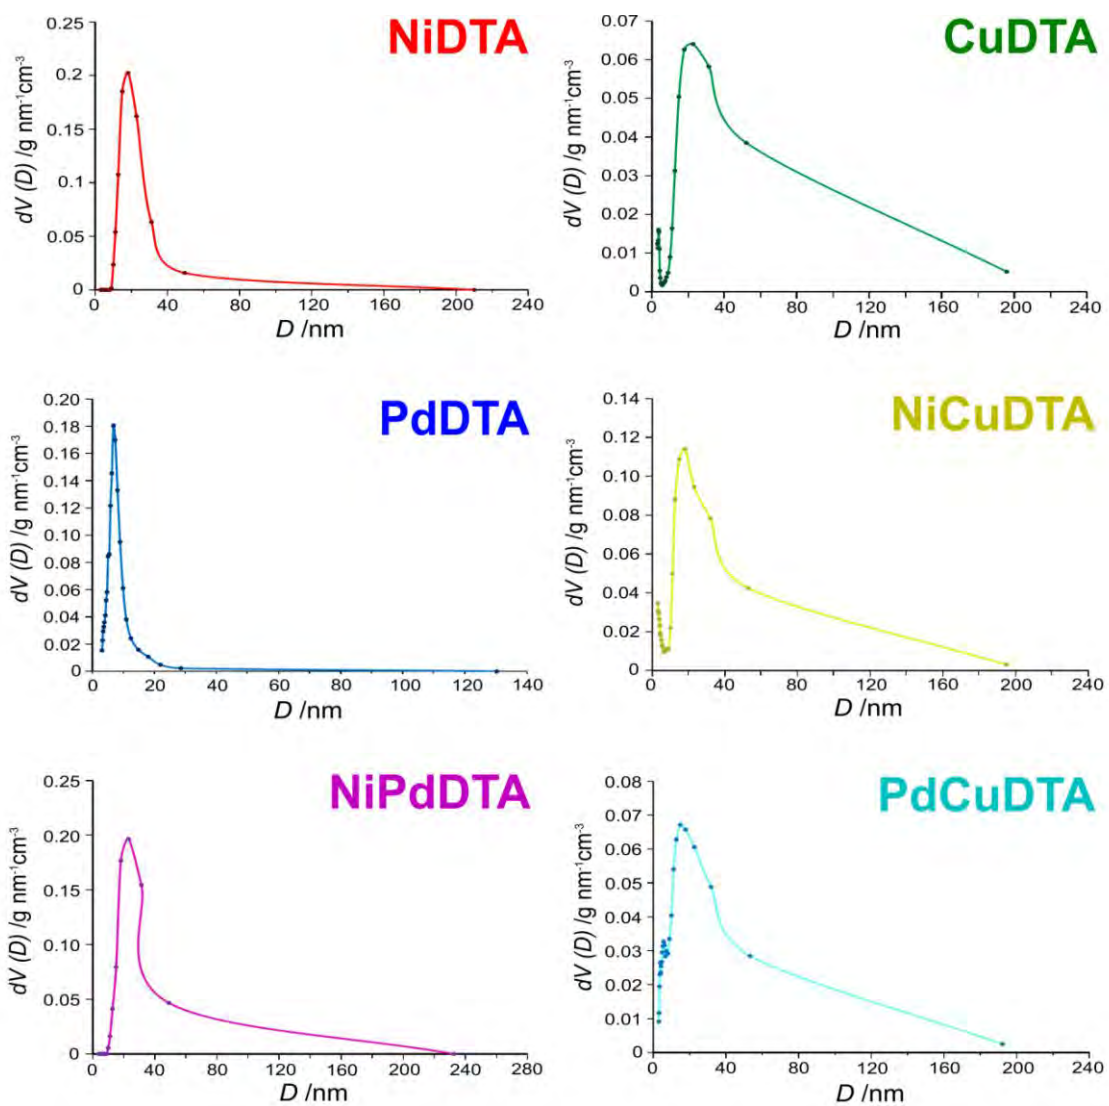 NiDTA
0.25
0.2
0.15
0.1
0.05
0
dV (D) /g nm⁻¹cm⁻³
0 40 80 120 160 200 240
D /nm
CuDTA
0.07
0.06
0.05
0.04
0.03
0.02
0.01
0
dV (D) /g nm⁻¹cm⁻³
0 40 80 120 160 200 240
D /nm
PdDTA
0.20
0.18
0.16
0.14
0.12
0.10
0.08
0.06
0.04
0.02
0
dV (D) /g nm⁻¹cm⁻³
0 20 40 60 80 100 120 140
D /nm
NiCuDTA
0.14
0.12
0.10
0.08
0.06
0.04
0.02
0
dV (D) /g nm⁻¹cm⁻³
0 40 80 120 160 200 240
D /nm
NiPdDTA
0.25
0.20
0.15
0.10
0.05
0
dV (D) /g nm⁻¹cm⁻³
0 40 80 120 160 200 240 280
D /nm
PdCuDTA
0.08
0.07
0.06
0.05
0.04
0.03
0.02
0.01
0
dV (D) /g nm⁻¹cm⁻³
0 40 80 120 160 200 240
D /nm